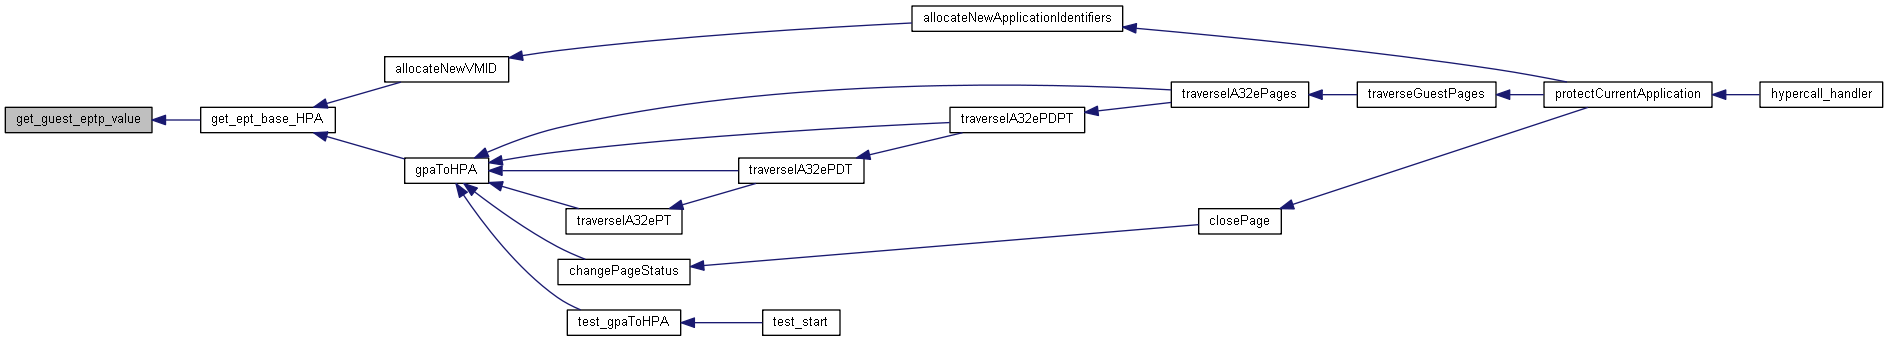 allocateNewApplicationIdentifiers
allocateNewVMID
traverseIA32ePages
traverseGuestPages
protectCurrentApplication
hypercall_handler
get_guest_eptp_value
get_ept_base_HPA
traverseIA32ePDPT
gpaToHPA
traverseIA32ePDT
traverseIA32ePT
closePage
changePageStatus
test_gpaToHPA
test_start